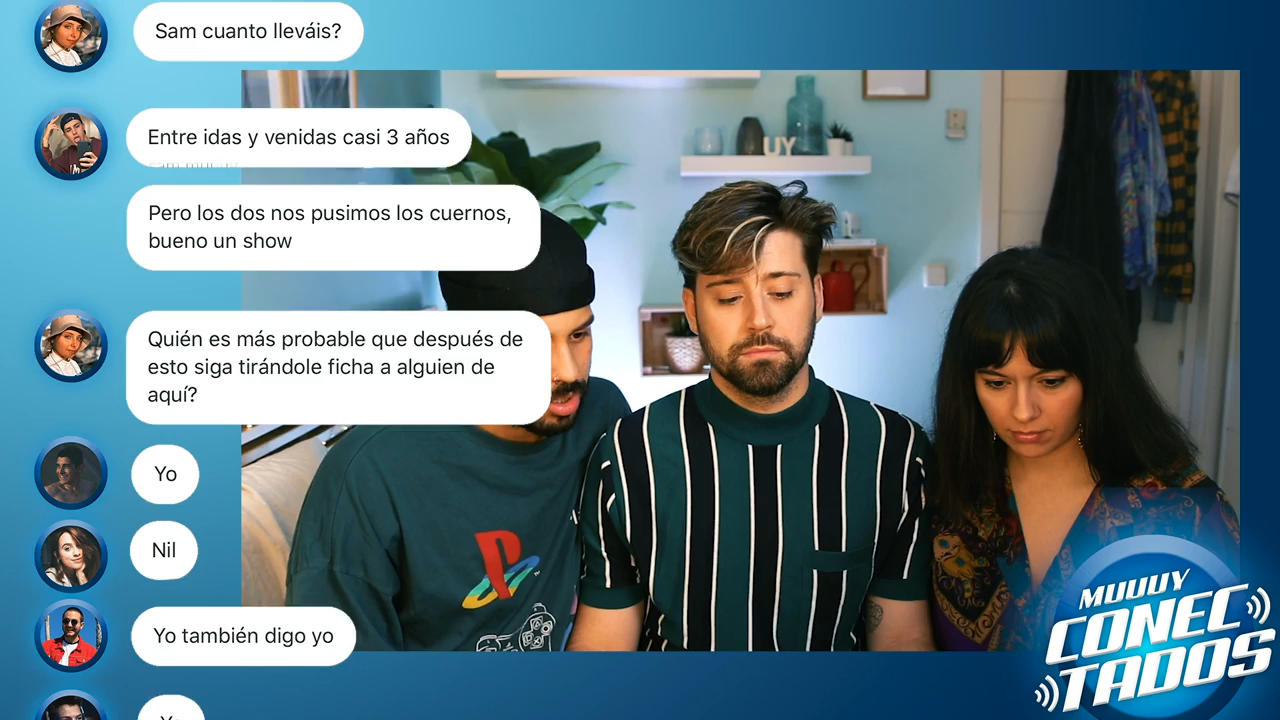 Sam cuanto lleváis?
Entre idas y venidas casi 3 años
Pero los dos nos pusimos los cuernos,
bueno un show
UY
Quién es más probable que después de
esto siga tirándole ficha a alguien de
aquí?
Yo
Nil
Yo también digo yo
MUUUY
CONEC
TADOS